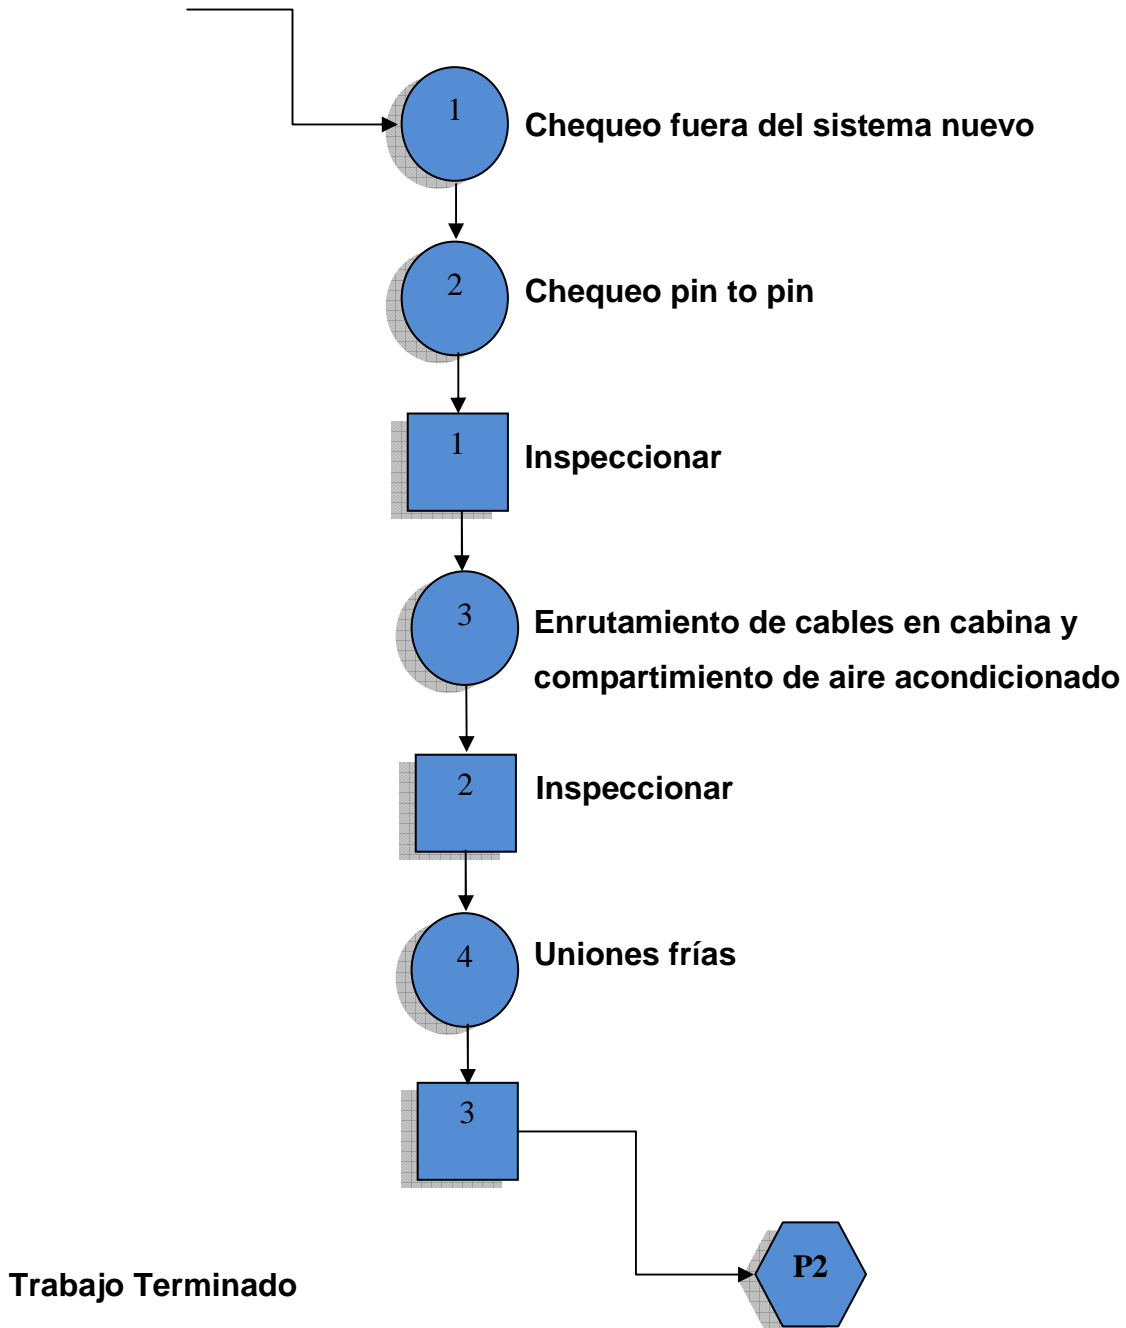 1
Chequeo fuera del sistema nuevo
2
Chequeo pin to pin
1
Inspeccionar
3
Enrutamiento de cables en cabina y
compartimiento de aire acondicionado
2
Inspeccionar
4
Uniones frías
3
P2
Trabajo Terminado